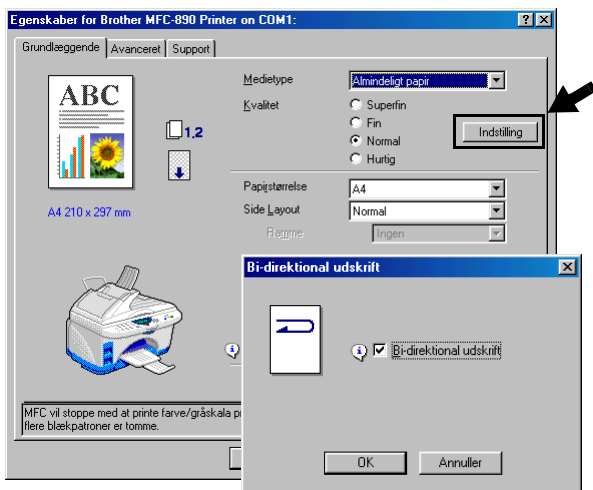 Egenskaber for Brother MFC-890 Printer on COM1:
Grundlæggende Avanceret Support
ABC
1.2
A4 210 x 297 mm
Medietype Almindeligt papir
Kvalitet Superfin
Fin
Normal
Hurtig
Indstilling
Papirstørrelse A4
Side Layout Normal
Ramme Ingen
MFC vil stoppe med at printe farve/gråskala
flere blækpatroner er tomme.
Bi-direktional udskrift
Bi-direktional udskrift
OK Annuller